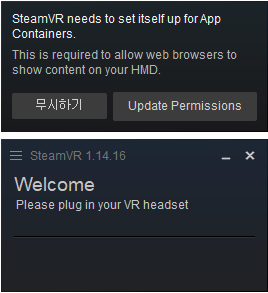 SteamVR needs to set itself up for App
Containers.
This is required to allow web browsers to
show content on your HMD.
무시하기 Update Permissions
SteamVR 1.14.16
Welcome
Please plug in your VR headset